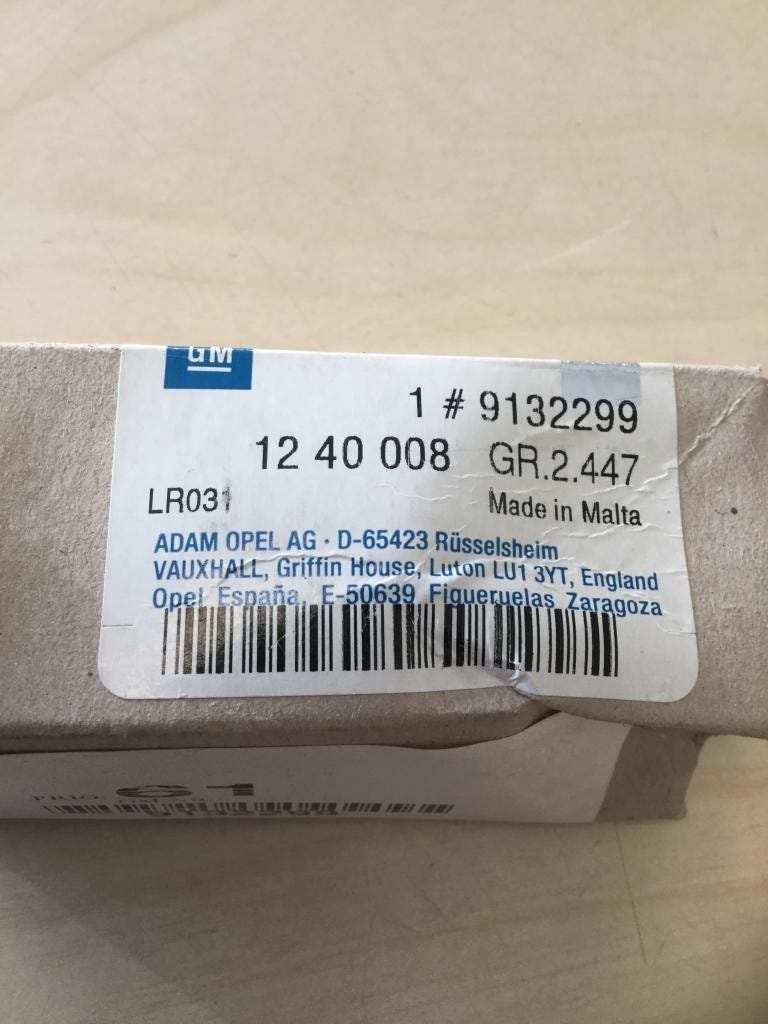 GM
1 # 9132299
12 40 008 GR.2.447
LR031 Made in Malta
ADAM OPEL AG · D-65423 Rüsselsheim
VAUXHALL, Griffin House, Luton LU1 3YT, England
Opel España, E-50639 Figueruelas Zaragoza
61